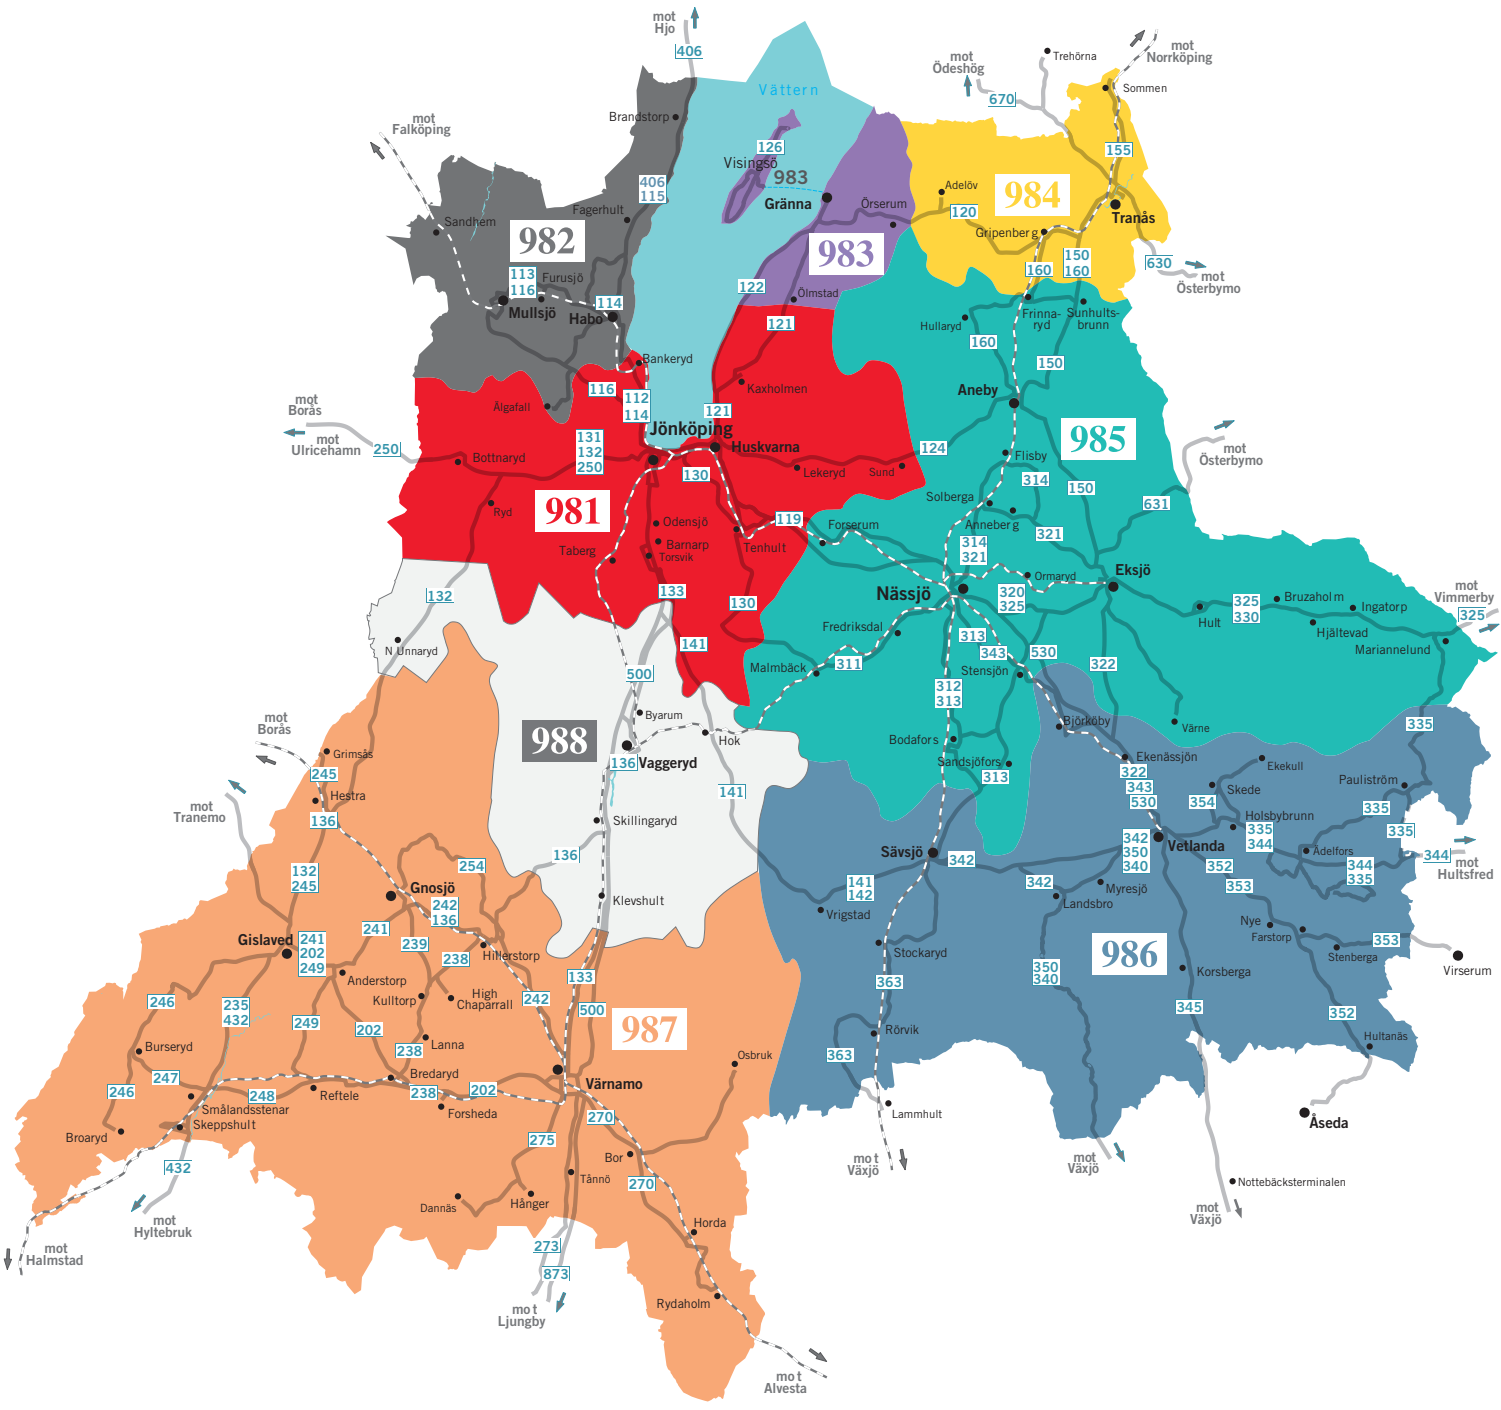 mot
Hjo
406
mot
Ödeshög
Trehörna
mot
Norrköping
Sommen
670
Vättern
mot
Falköping
Brandstorp
126
Visingsö
983
155
406
115
Gränna
Örserum
Adelöv
984
120
Tranås
Sandhem
Fagerhult
982
983
Gripenberg
150
160
160
630
mot
Österbymo
113
116
Furusjö
Mullsjö
114
Habo
122
Ölmstad
121
Hullaryd
Frinna-
ryd
Sunhults-
brunn
160
150
Bankeryd
116
112
114
Kaxholmen
Aneby
Älgafall
121
mot
Borås
mot
Ulricehamn
250
Bottnaryd
131
132
250
Jönköping
Huskvarna
130
Lekeryd
Sund
124
985
mot
Österbymo
Flisby
314
150
Ryd
981
Odensjö
Barnarp
Torsvik
Taberg
119
Tenhult
Forserum
Solberga
Anneberg
321
631
314
321
Ormaryd
Eksjö
Nässjö
320
325
132
133
130
325
330
Bruzaholm
Ingatorp
Hult
Hjältevad
Mariannelund
mot
Vimmerby
325
N Unnaryd
141
Fredriksdal
Malmbäck
311
313
343
530
Stensjön
322
500
312
313
Byarum
Hok
988
136
Vaggeryd
Bodafors
Sandsjöfors
313
Björköby
Värne
Ekenässjön
Ekekull
335
mot
Borås
Grimsås
245
Hestra
136
mot
Tranemo
141
322
343
530
354
Skede
Holsbybrunn
Pauliström
335
335
Skillingaryd
136
Sävsjö
342
342
350
340
Vetlanda
335
344
Ädelfors
344
335
344
mot
Hultsfred
132
245
254
Gnosjö
242
136
Klevshult
141
142
Vrigstad
342
Landsbro
Myresjö
352
353
Nye
Farstorp
Stenberga
353
Virserum
Gislaved
241
202
249
241
239
238
Hillerstorp
Stockaryd
986
Anderstorp
Kulltorp
High
Chaparrall
133
242
500
363
350
340
Korsberga
345
352
246
235
432
249
202
Lanna
238
987
Rörvik
363
Hultanäs
Burseryd
247
246
248
Smålandsstenar
Skeppshult
Reftele
Bredaryd
238
202
Forsheda
Värnamo
Osbruk
Lammhult
Åseda
Broaryd
270
275
Bor
432
mot
Växjö
mot
Växjö
Tånnö
270
Dannäs
Hånger
Nottebäcksterminalen
mot
Växjö
mot
Hyltebruk
mot
Halmstad
Horda
273
873
mot
Ljungby
Rydaholm
mot
Alvesta